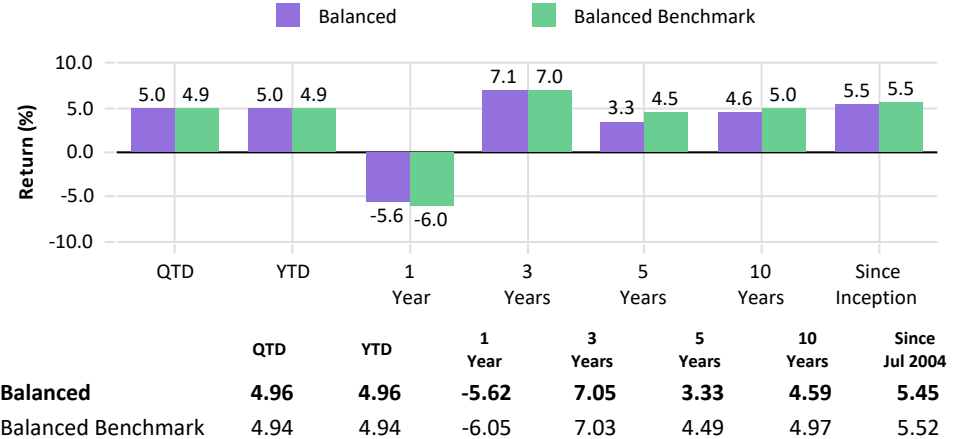 Balanced Balanced Benchmark
10.0
5.0
0.0
-5.0
-10.0
Return (%)
5.0 4.9 5.0 4.9 -5.6 -6.0 7.1 7.0 3.3 4.5 4.6 5.0 5.5 5.5
QTD YTD 1 3 5 10 Since
Year Years Years Years Inception
1 3 5 10 Since
QTD YTD Year Years Years Years Jul 2004
Balanced 4.96 4.96 -5.62 7.05 3.33 4.59 5.45
Balanced Benchmark 4.94 4.94 -6.05 7.03 4.49 4.97 5.52